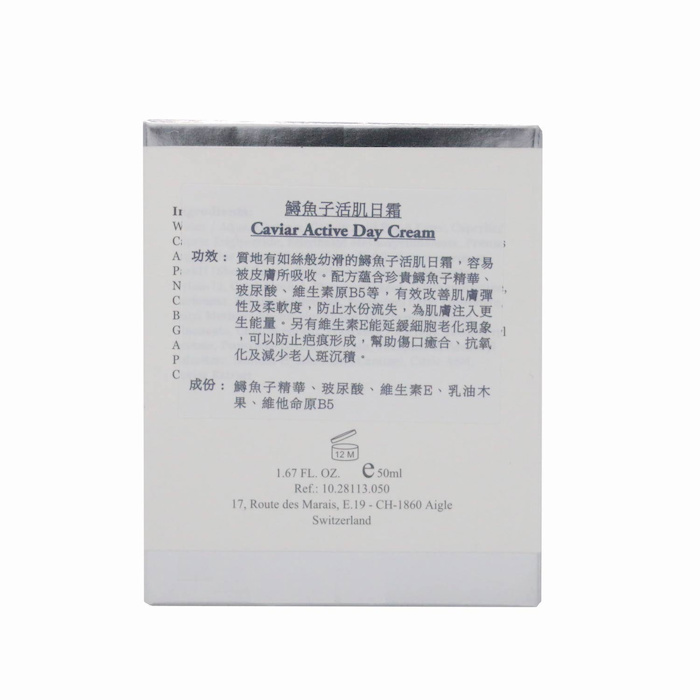 鱘魚子活肌日霜
Caviar Active Day Cream
功效：質地有如絲般幼滑的鱘魚子活肌日霜，容易
被皮膚所吸收。配方蘊含珍貴鱘魚子精華、
玻尿酸、維生素原B5等，有效改善肌膚彈
性及柔軟度，防止水份流失，為肌膚注入更
生能量。另有維生素E能延緩細胞老化現象
，可以防止疤痕形成，幫助傷口癒合、抗氧
化及減少老人斑沉積。
成份：鱘魚子精華、玻尿酸、維生素E、乳油木
果、維他命原B5
12 M
1.67 FL. OZ. e 50ml
Ref.: 10.28113.050
17, Route des Marais, E.19 - CH-1860 Aigle
Switzerland